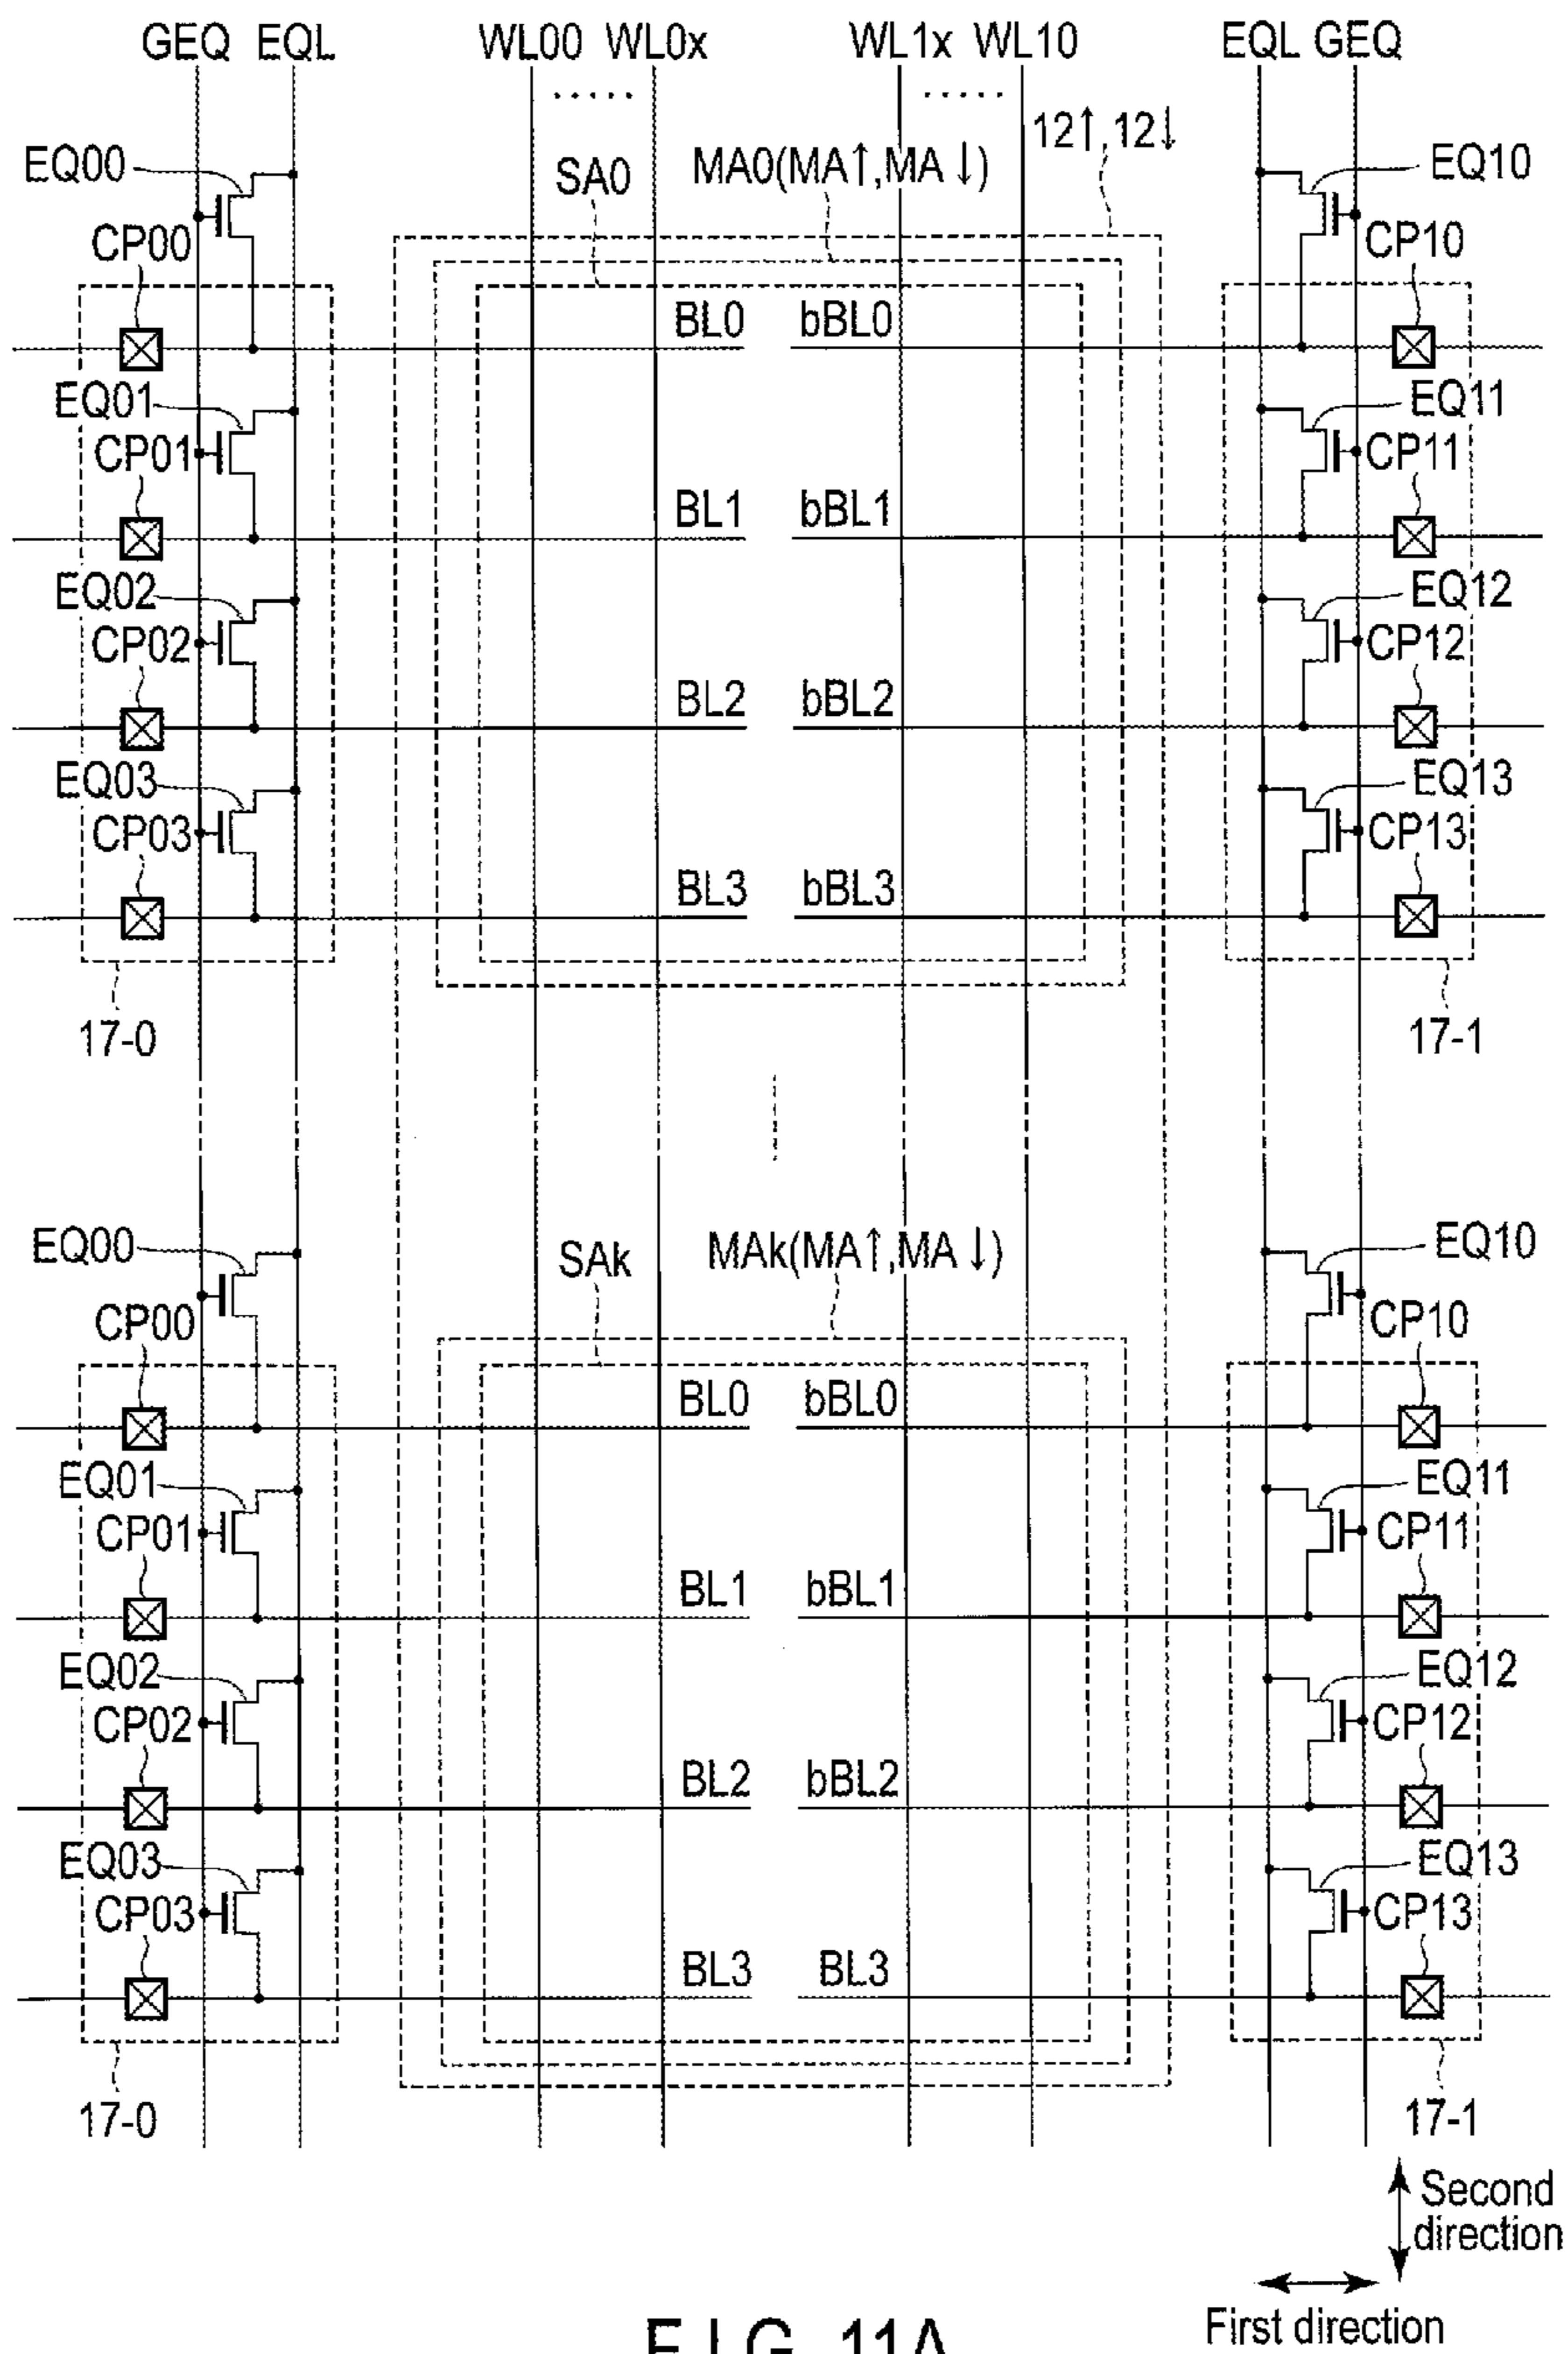 GEQ EQL WL00 WL0x WL1x WL10 EQL GEQ
..... .....
12↑,12↓
EQ00 SA0 MA0(MA↑,MA↓) EQ10
CP00 CP10
BL0 bBL0
EQ01 EQ11
CP01 CP11
BL1 bBL1
EQ02 EQ12
CP02 CP12
BL2 bBL2
EQ03 EQ13
CP03 CP13
BL3 bBL3
17-0 17-1
EQ00 SAk MAk(MA↑,MA↓) EQ10
CP00 CP10
BL0 bBL0
EQ01 EQ11
CP01 CP11
BL1 bBL1
EQ02 EQ12
CP02 CP12
BL2 bBL2
EQ03 EQ13
CP03 CP13
BL3 BL3
17-0 17-1
Second
direction
First direction
FIG. 11A